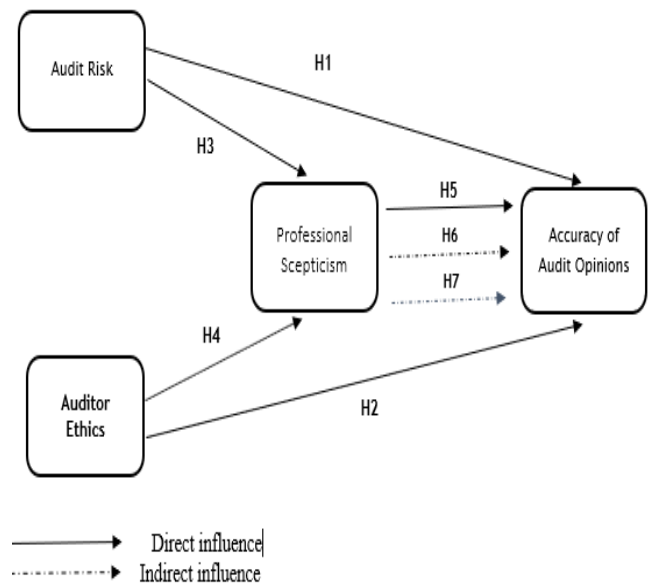 Audit Risk
H1
H3
Professional
Scepticism
H5
H6
H7
Accuracy of
Audit Opinions
H4
Auditor
Ethics
H2
Direct influence
Indirect influence